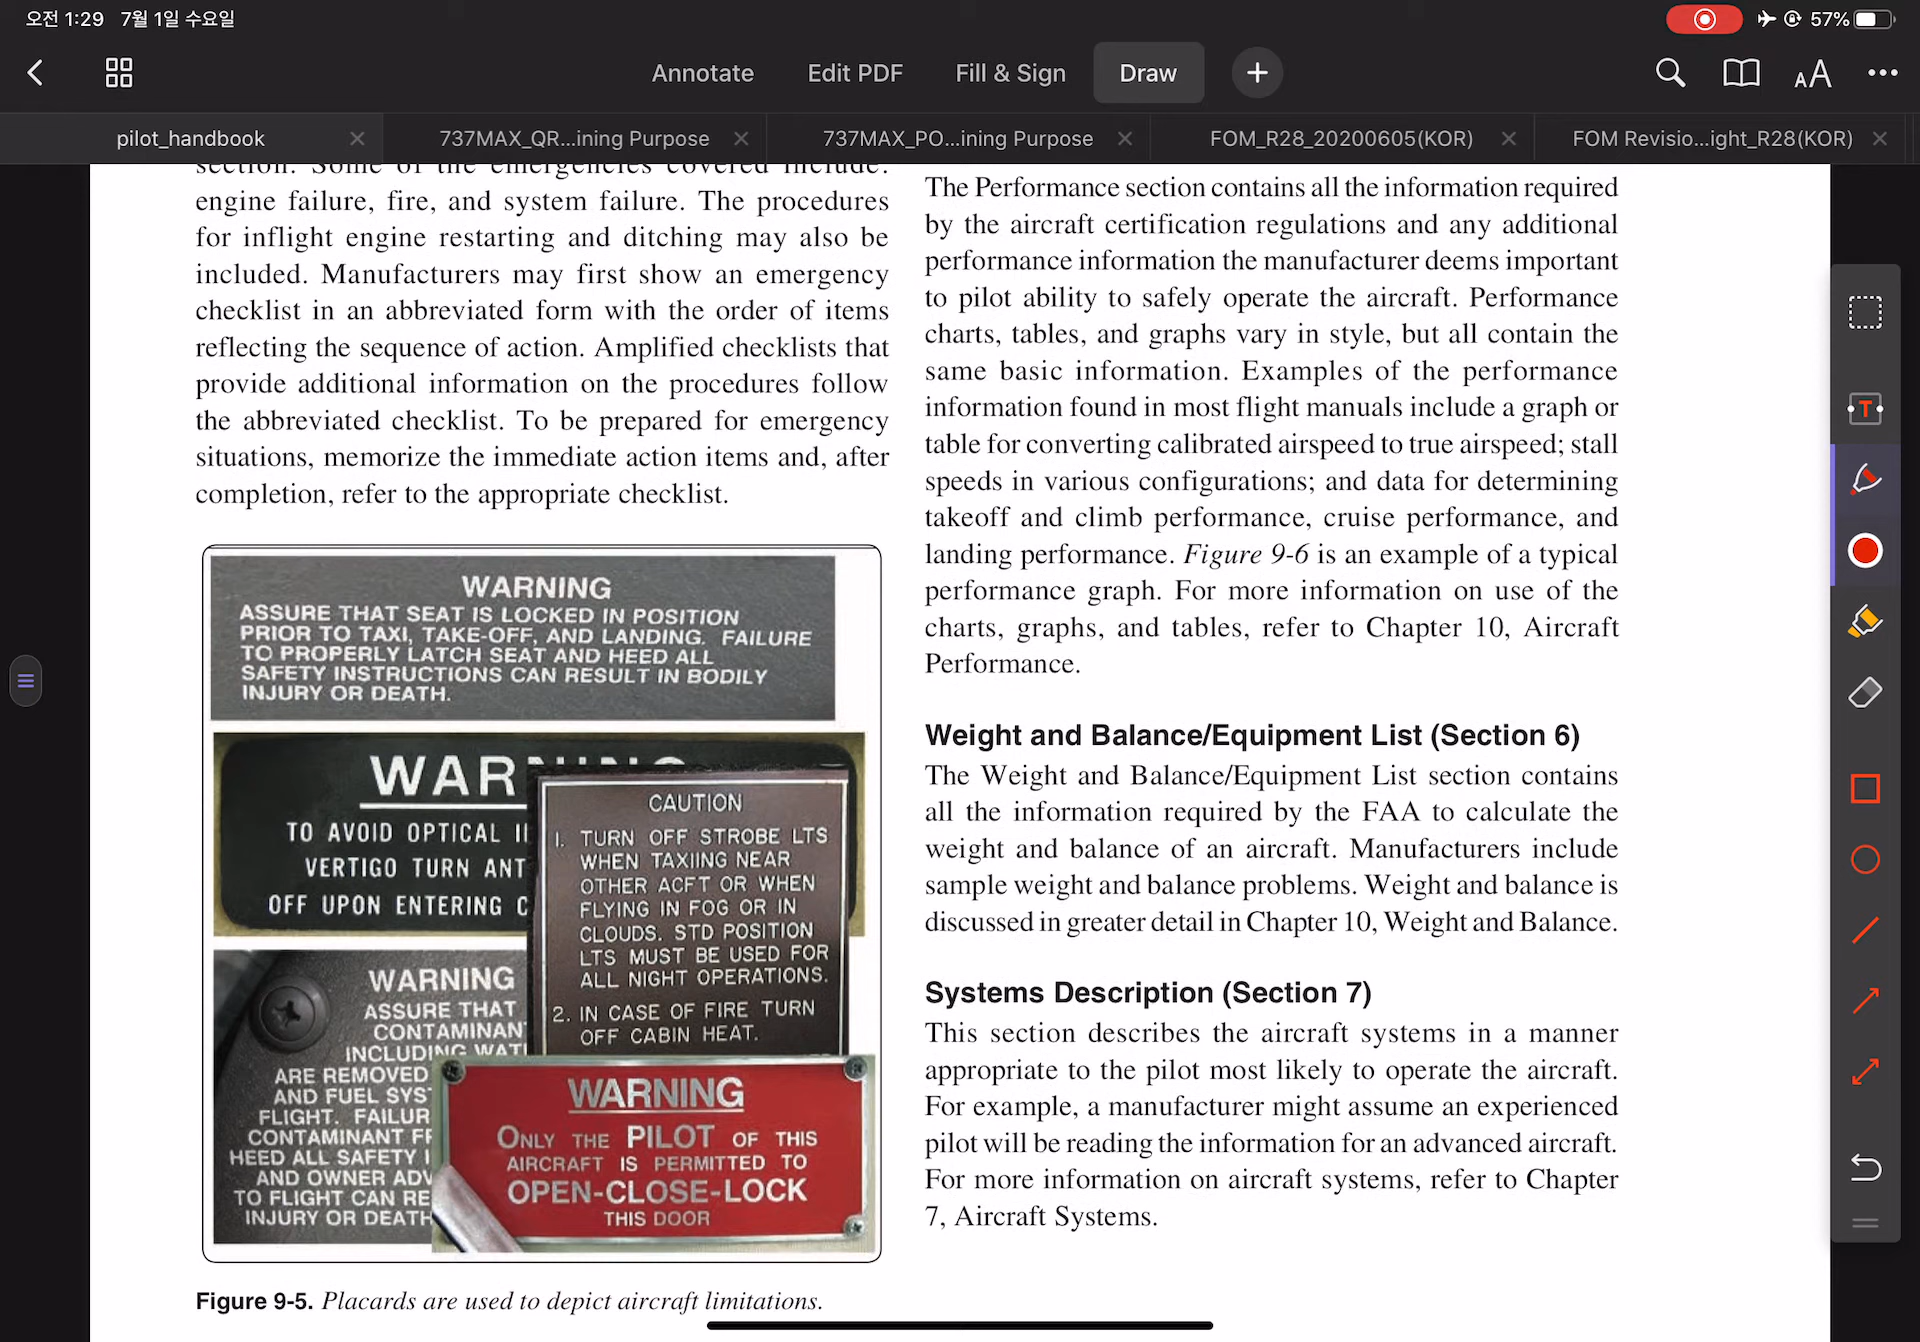 오전 1:29 7월 1일 수요일
57%
Annotate
Edit PDF
Fill & Sign
Draw
AA
pilot_handbook
737MAX_QR...ining Purpose
737MAX_PO...ining Purpose
FOM_R28_20200605(KOR)
FOM Revisio...ight_R28(KOR)
section. Some of the emergencies covered include:
engine failure, fire, and system failure. The procedures
for inflight engine restarting and ditching may also be
included. Manufacturers may first show an emergency
checklist in an abbreviated form with the order of items
reflecting the sequence of action. Amplified checklists that
provide additional information on the procedures follow
the abbreviated checklist. To be prepared for emergency
situations, memorize the immediate action items and, after
completion, refer to the appropriate checklist.
WARNING
ASSURE THAT SEAT IS LOCKED IN POSITION
PRIOR TO TAXI, TAKE-OFF, AND LANDING. FAILURE
TO PROPERLY LATCH SEAT AND HEED ALL
SAFETY INSTRUCTIONS CAN RESULT IN BODILY
INJURY OR DEATH.
WARNING
TO AVOID OPTICAL
VERTIGO TURN ANT
OFF UPON ENTERING C
CAUTION
1. TURN OFF STROBE LTS
WHEN TAXIING NEAR
OTHER ACFT OR WHEN
FLYING IN FOG OR IN
CLOUDS. STD POSITION
LTS MUST BE USED FOR
ALL NIGHT OPERATIONS.
2. IN CASE OF FIRE TURN
OFF CABIN HEAT.
WARNING
ASSURE THAT
CONTAMINAN
INCLUDING WAT
ARE REMOVED
AND FUEL SYS
FLIGHT. FAILUR
CONTAMINANT FR
HEED ALL SAFETY I
AND OWNER ADV
TO FLIGHT CAN RE
INJURY OR DEATH
WARNING
ONLY THE PILOT OF THIS
AIRCRAFT IS PERMITTED TO
OPEN-CLOSE-LOCK
THIS DOOR
Figure 9-5. Placards are used to depict aircraft limitations.
The Performance section contains all the information required
by the aircraft certification regulations and any additional
performance information the manufacturer deems important
to pilot ability to safely operate the aircraft. Performance
charts, tables, and graphs vary in style, but all contain the
same basic information. Examples of the performance
information found in most flight manuals include a graph or
table for converting calibrated airspeed to true airspeed; stall
speeds in various configurations; and data for determining
takeoff and climb performance, cruise performance, and
landing performance. Figure 9-6 is an example of a typical
performance graph. For more information on use of the
charts, graphs, and tables, refer to Chapter 10, Aircraft
Performance.
Weight and Balance/Equipment List (Section 6)
The Weight and Balance/Equipment List section contains
all the information required by the FAA to calculate the
weight and balance of an aircraft. Manufacturers include
sample weight and balance problems. Weight and balance is
discussed in greater detail in Chapter 10, Weight and Balance.
Systems Description (Section 7)
This section describes the aircraft systems in a manner
appropriate to the pilot most likely to operate the aircraft.
For example, a manufacturer might assume an experienced
pilot will be reading the information for an advanced aircraft.
For more information on aircraft systems, refer to Chapter
7, Aircraft Systems.
T